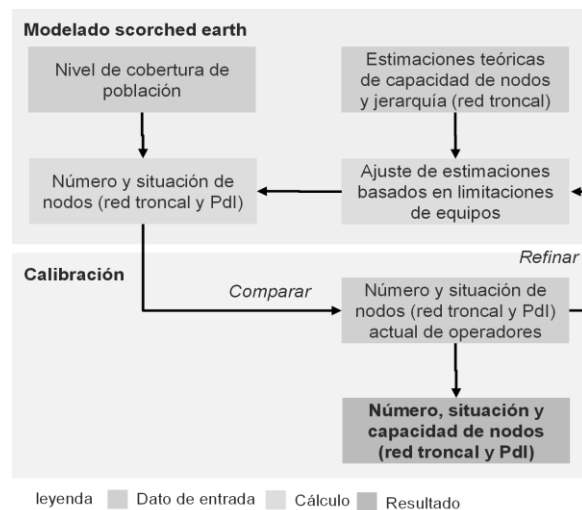 Modelado scorched earth
Nivel de cobertura de
población
Estimaciones teóricas
de capacidad de nodos
y jerarquía (red troncal)
Número y situación de
nodos (red troncal y PdI)
Ajuste de estimaciones
basados en limitaciones
de equipos
Refinar
Calibración
Comparar
Número y situación de
nodos (red troncal y PdI)
actual de operadores
Número, situación y
capacidad de nodos
(red troncal y PdI)
leyenda Dato de entrada Cálculo Resultado